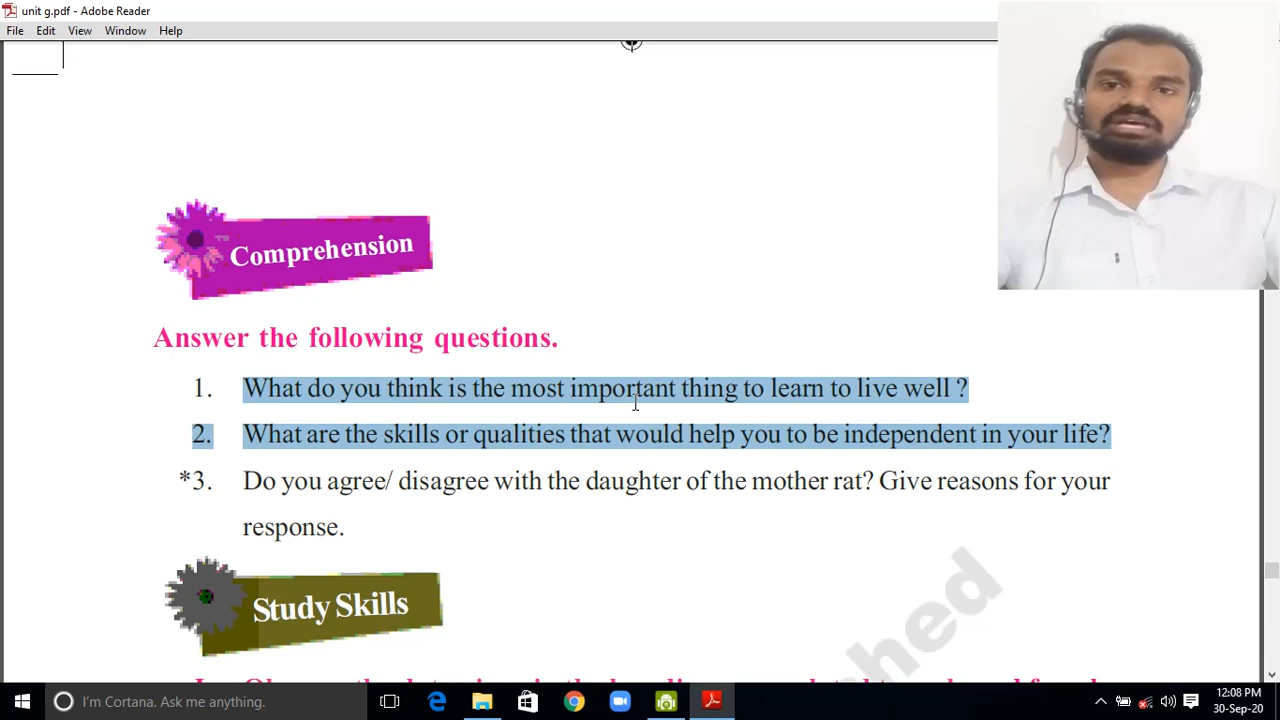 unit g.pdf - Adobe Reader
File Edit View Window Help
Comprehension
Answer the following questions.
1. What do you think is the most important thing to learn to live well ?
2. What are the skills or qualities that would help you to be independent in your life?
*3. Do you agree/ disagree with the daughter of the mother rat? Give reasons for your
response.
Study Skills
I'm Cortana. Ask me anything.
12:08 PM
30-Sep-20